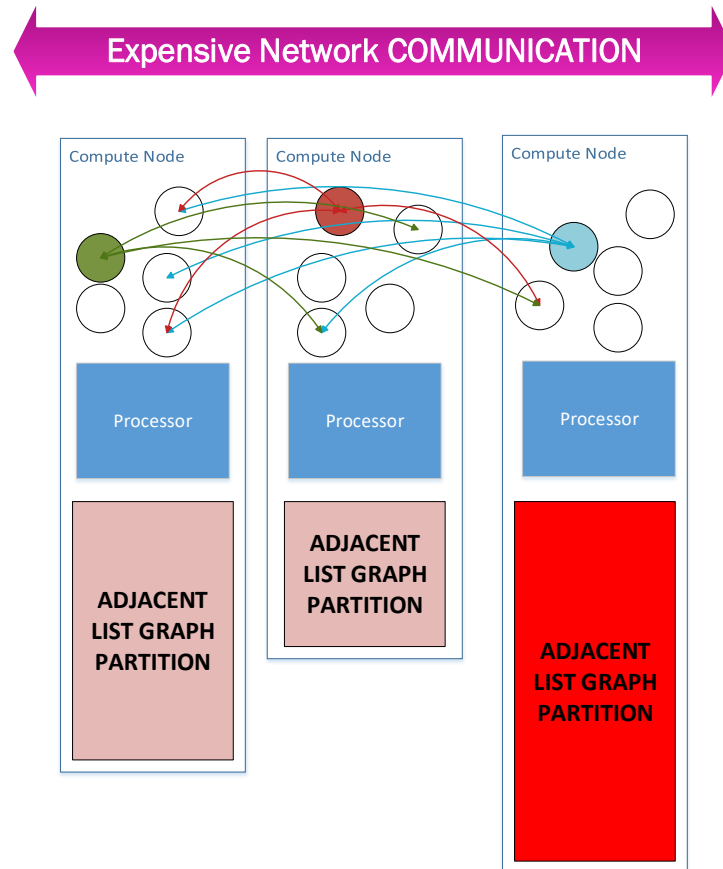 Expensive Network COMMUNICATION
Compute Node
Compute Node
Compute Node
Processor
Processor
Processor
ADJACENT
LIST GRAPH
PARTITION
ADJACENT
LIST GRAPH
PARTITION
ADJACENT
LIST GRAPH
PARTITION